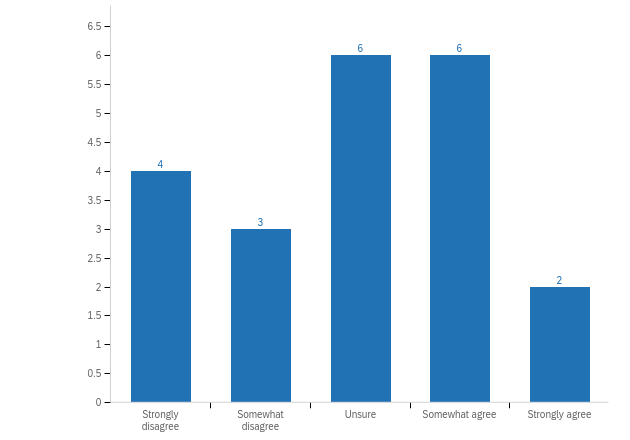 6.5
6
5.5
5
4.5
4
3.5
3
2.5
2
1.5
1
0.5
0
4
3
6
6
2
Strongly
disagree
Somewhat
disagree
Unsure
Somewhat agree
Strongly agree